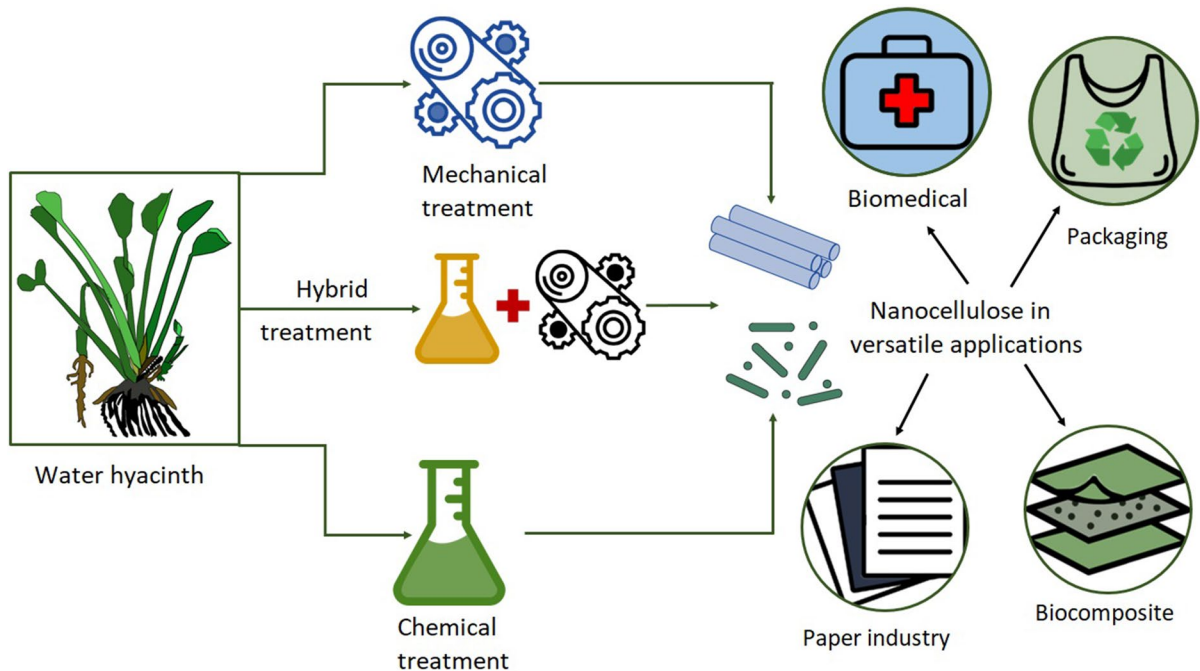 Mechanical
treatment
Biomedical
Packaging
Hybrid
treatment
Nanocellulose in
versatile applications
Water hyacinth
Chemical
treatment
Paper industry
Biocomposite